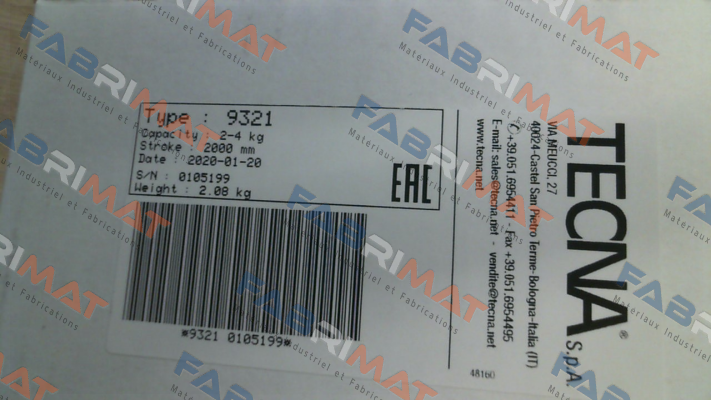 Type : 9321
Capacity : 2-4 kg
Stroke : 2000 mm
Date : 2020-01-20
S/N : 0105199
Weight : 2.08 kg
EAC
*9321 0105199*
TECNA® S.p.A.
VIA MEUCCI, 27
40024-Castel San Pietro Terme-Bologna-Italia (IT)
✆ +39.051.6954411 - Fax +39.051.6954495
E-mail: sales@tecna.net - vendite@tecna.net
www.tecna.net
48160
FABRIMAT
Materiaux Industriel et Fabrications